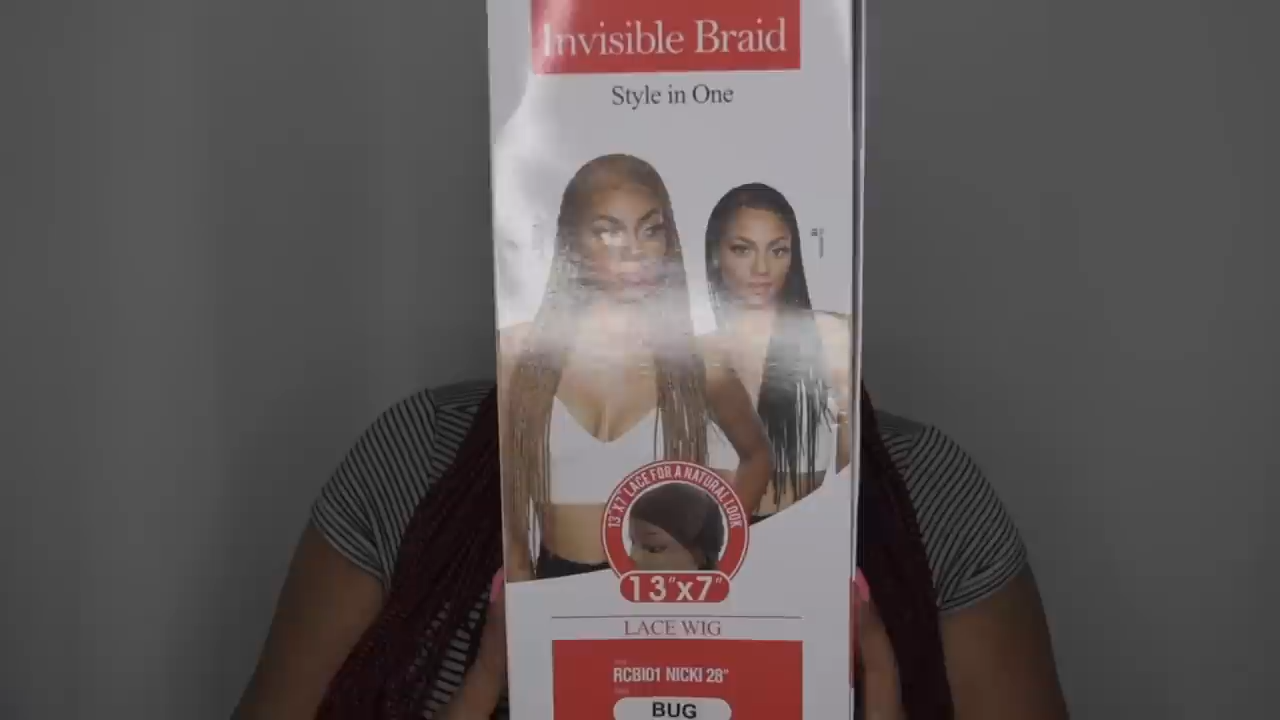 Invisible Braid
Style in One
13"X7" LACE FOR A NATURAL LOOK
13"x7"
LACE WIG
RCBI01 NICKI 28"
BUG